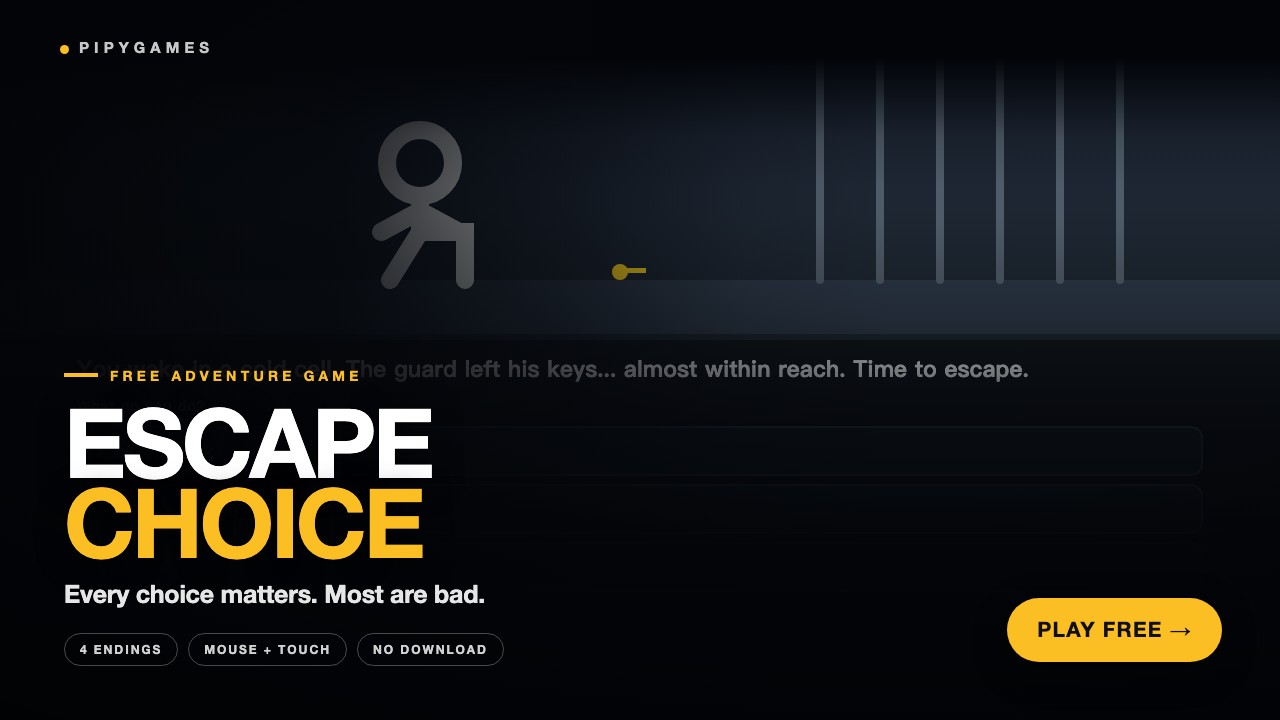 PIPYGAMES
The guard left his keys... almost within reach. Time to escape.
FREE ADVENTURE GAME
ESCAPE
CHOICE
Every choice matters. Most are bad.
4 ENDINGS
MOUSE + TOUCH
NO DOWNLOAD
PLAY FREE →